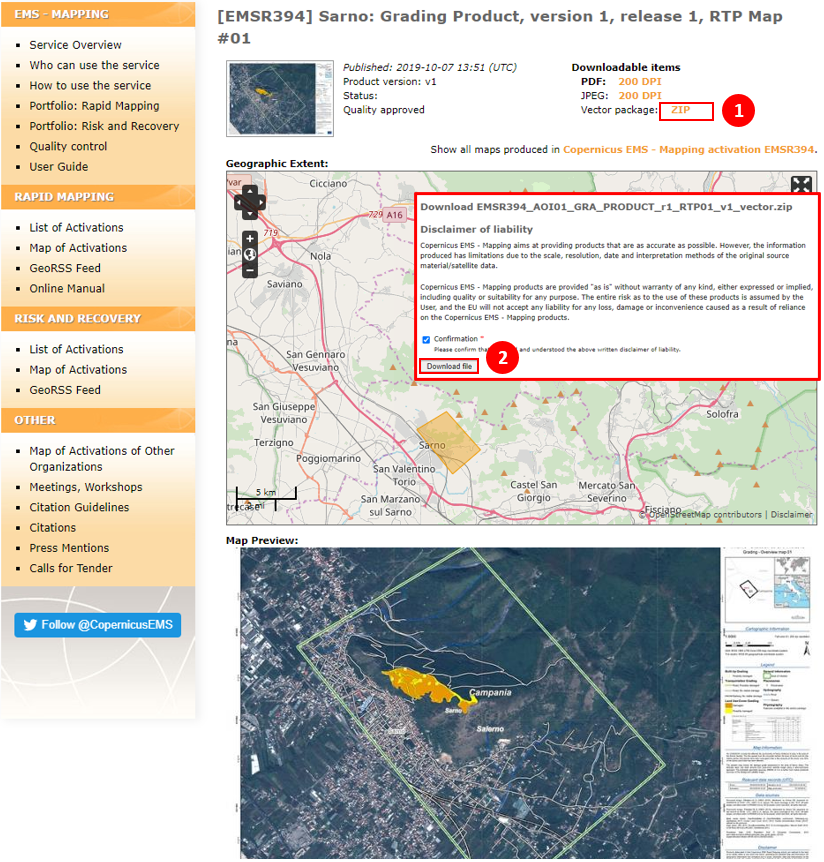 EMS - MAPPING
Service Overview
Who can use the service
How to use the service
Portfolio: Rapid Mapping
Portfolio: Risk and Recovery
Quality control
User Guide
RAPID MAPPING
List of Activations
Map of Activations
GeoRSS Feed
Online Manual
RISK AND RECOVERY
List of Activations
Map of Activations
GeoRSS Feed
OTHER
Map of Activations of Other
Organizations
Meetings, Workshops
Citation Guidelines
Citations
Press Mentions
Calls for Tender
Follow @CopernicusEMS
[EMSR394] Sarno: Grading Product, version 1, release 1, RTP Map
#01
Published: 2019-10-07 13:51 (UTC)
Product version: v1
Status:
Quality approved
Downloadable items
PDF: 200 DPI
JPEG: 200 DPI
Vector package: ZIP
1
Show all maps produced in Copernicus EMS - Mapping activation EMSR394.
Geographic Extent:
Cicciano
729 A16
719
Nola
Saviano
San Gennaro
Vesuviano
San Giuseppe
Vesuviano
Terzigno
Poggiomarino
Sarno
San Valentino
Torio
San Marzano
sul Sarno
Castel San
Giorgio
Mercato San
Severino
Solofra
Fisciano
5 km
© OpenStreetMap contributors | Disclaimer
Download EMSR394_AOI01_GRA_PRODUCT_r1_RTP01_v1_vector.zip
Disclaimer of liability
Copernicus EMS - Mapping aims at providing products that are as accurate as possible. However, the information
produced has limitations due to the scale, resolution, date and interpretation methods of the original source
material/satellite data.
Copernicus EMS - Mapping products are provided "as is" without warranty of any kind, either expressed or implied,
including quality or suitability for any purpose. The entire risk as to the use of these products is assumed by the
User, and the EU will not accept any liability for any loss, damage or inconvenience caused as a result of reliance
on the Copernicus EMS - Mapping products.
Confirmation *
Please confirm and understood the above written disclaimer of liability.
Download file
2
Map Preview:
Campania
Sarno
Salerno
Grading - Overview map 01
Cartographic Information
Legend
Map Information
Relevant date records (UTC)
Data sources
Disclaimer